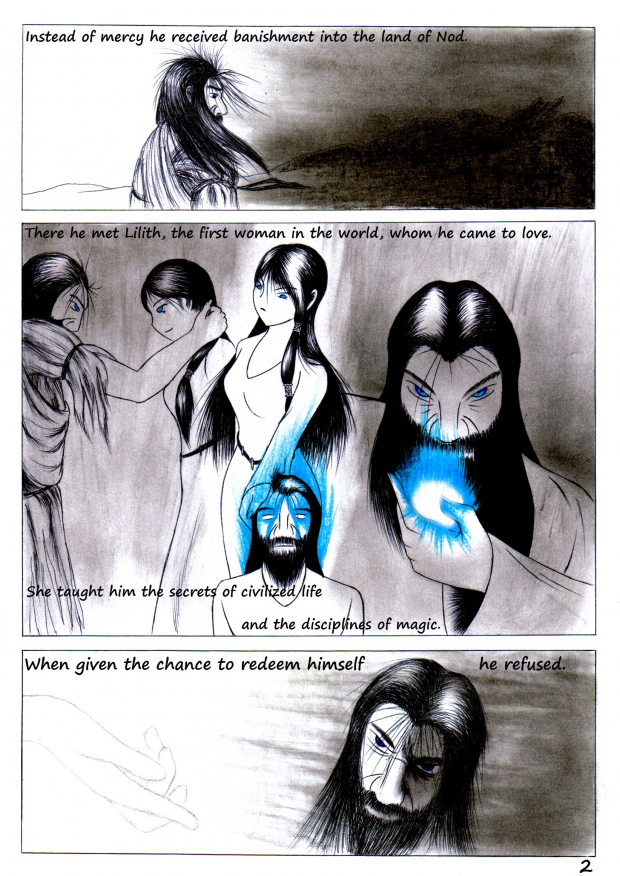 Instead of mercy he received banishment into the land of Nod.
There he met Lilith, the first woman in the world, whom he came to love.
She taught him the secrets of civilized life
and the disciplines of magic.
When given the chance to redeem himself he refused.
2